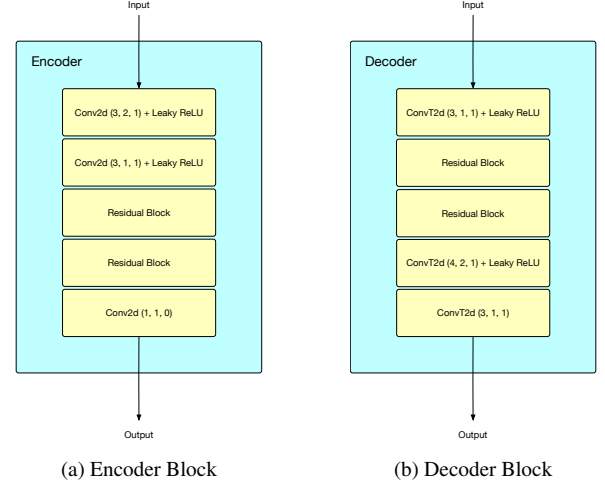 Input
Encoder
Conv2d (3, 2, 1) + Leaky ReLU
Conv2d (3, 1, 1) + Leaky ReLU
Residual Block
Residual Block
Conv2d (1, 1, 0)
Output
(a) Encoder Block
Input
Decoder
ConvT2d (3, 1, 1) + Leaky ReLU
Residual Block
Residual Block
ConvT2d (4, 2, 1) + Leaky ReLU
ConvT2d (3, 1, 1)
Output
(b) Decoder Block